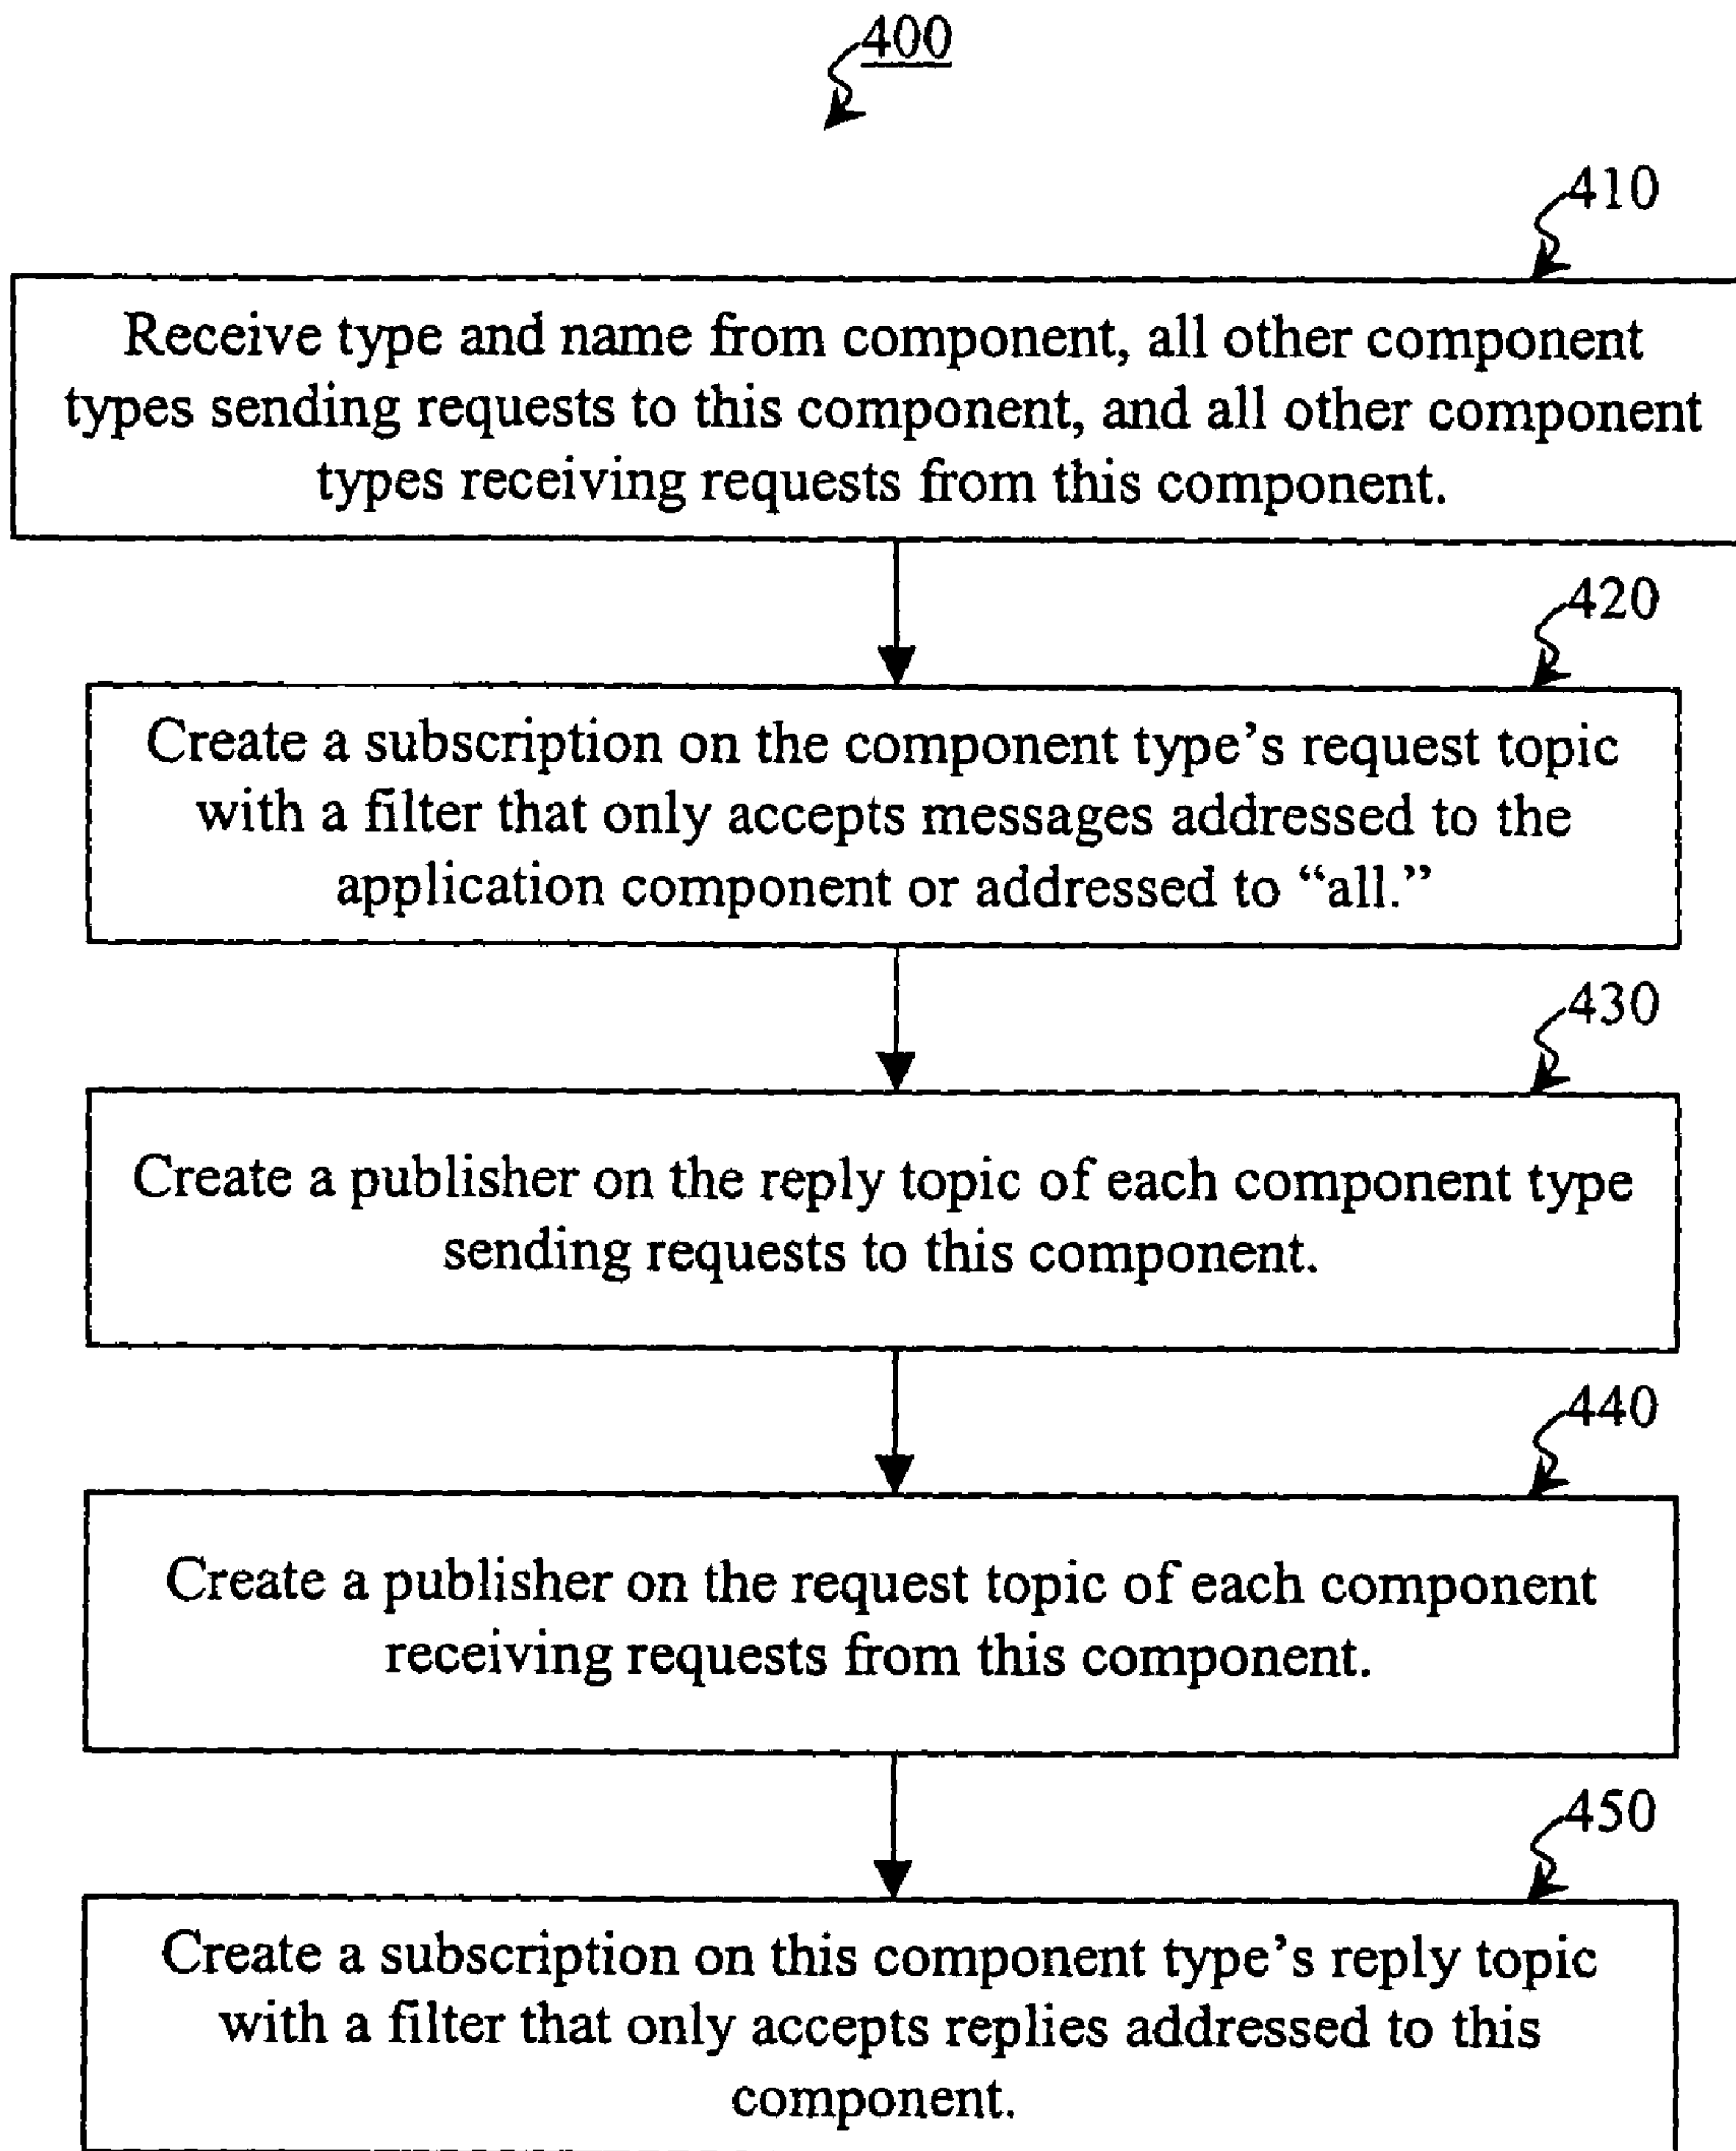 400
410
Receive type and name from component, all other component
types sending requests to this component, and all other component
types receiving requests from this component.
420
Create a subscription on the component type’s request topic
with a filter that only accepts messages addressed to the
application component or addressed to “all.”
430
Create a publisher on the reply topic of each component type
sending requests to this component.
440
Create a publisher on the request topic of each component
receiving requests from this component.
450
Create a subscription on this component type’s reply topic
with a filter that only accepts replies addressed to this
component.